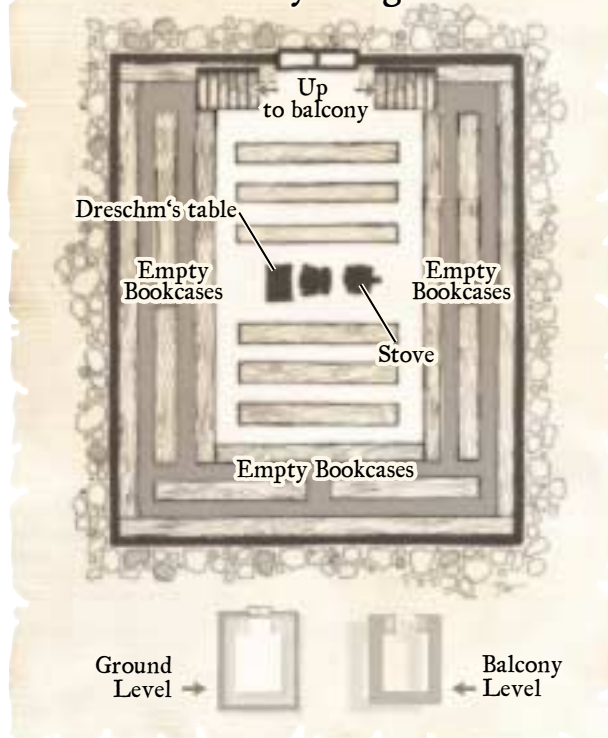 Up
to balcony
Dreschm‘s table
Empty
Bookcases
Empty
Bookcases
Stove
Empty Bookcases
Ground
Level
Balcony
Level